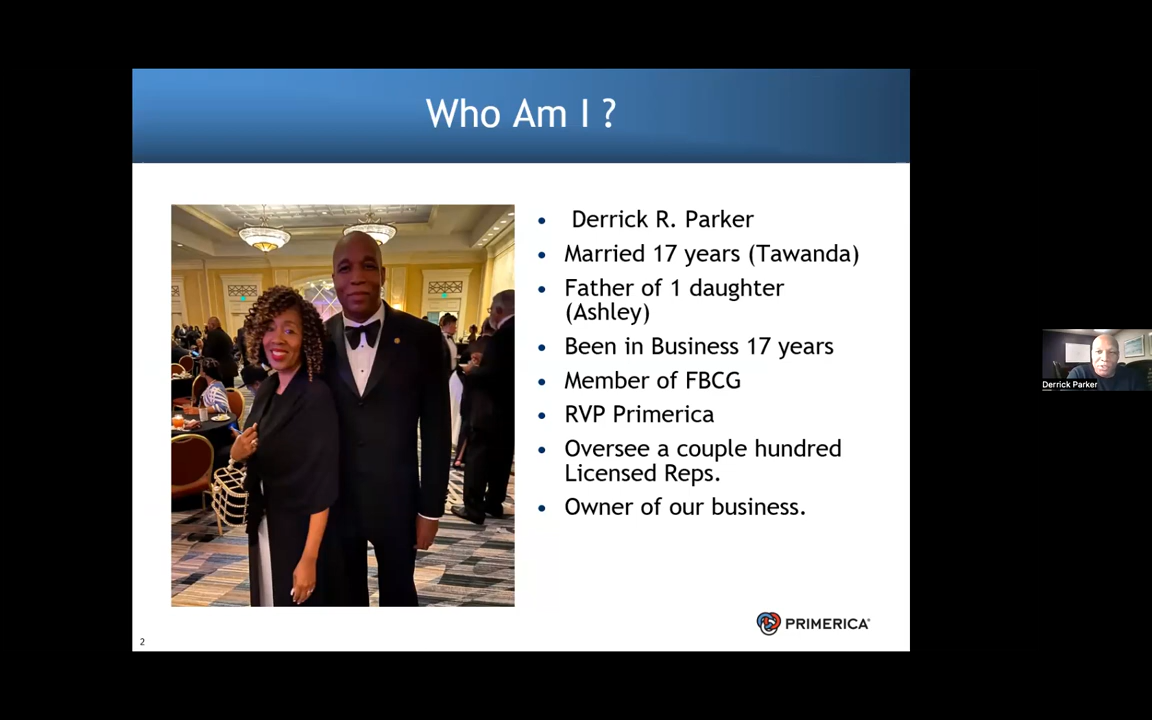 Who Am I ?
Derrick R. Parker
Married 17 years (Tawanda)
Father of 1 daughter
(Ashley)
Been in Business 17 years
Member of FBCG
RVP Primerica
Oversee a couple hundred
Licensed Reps.
Owner of our business.
PRIMERICA®
2
Derrick Parker